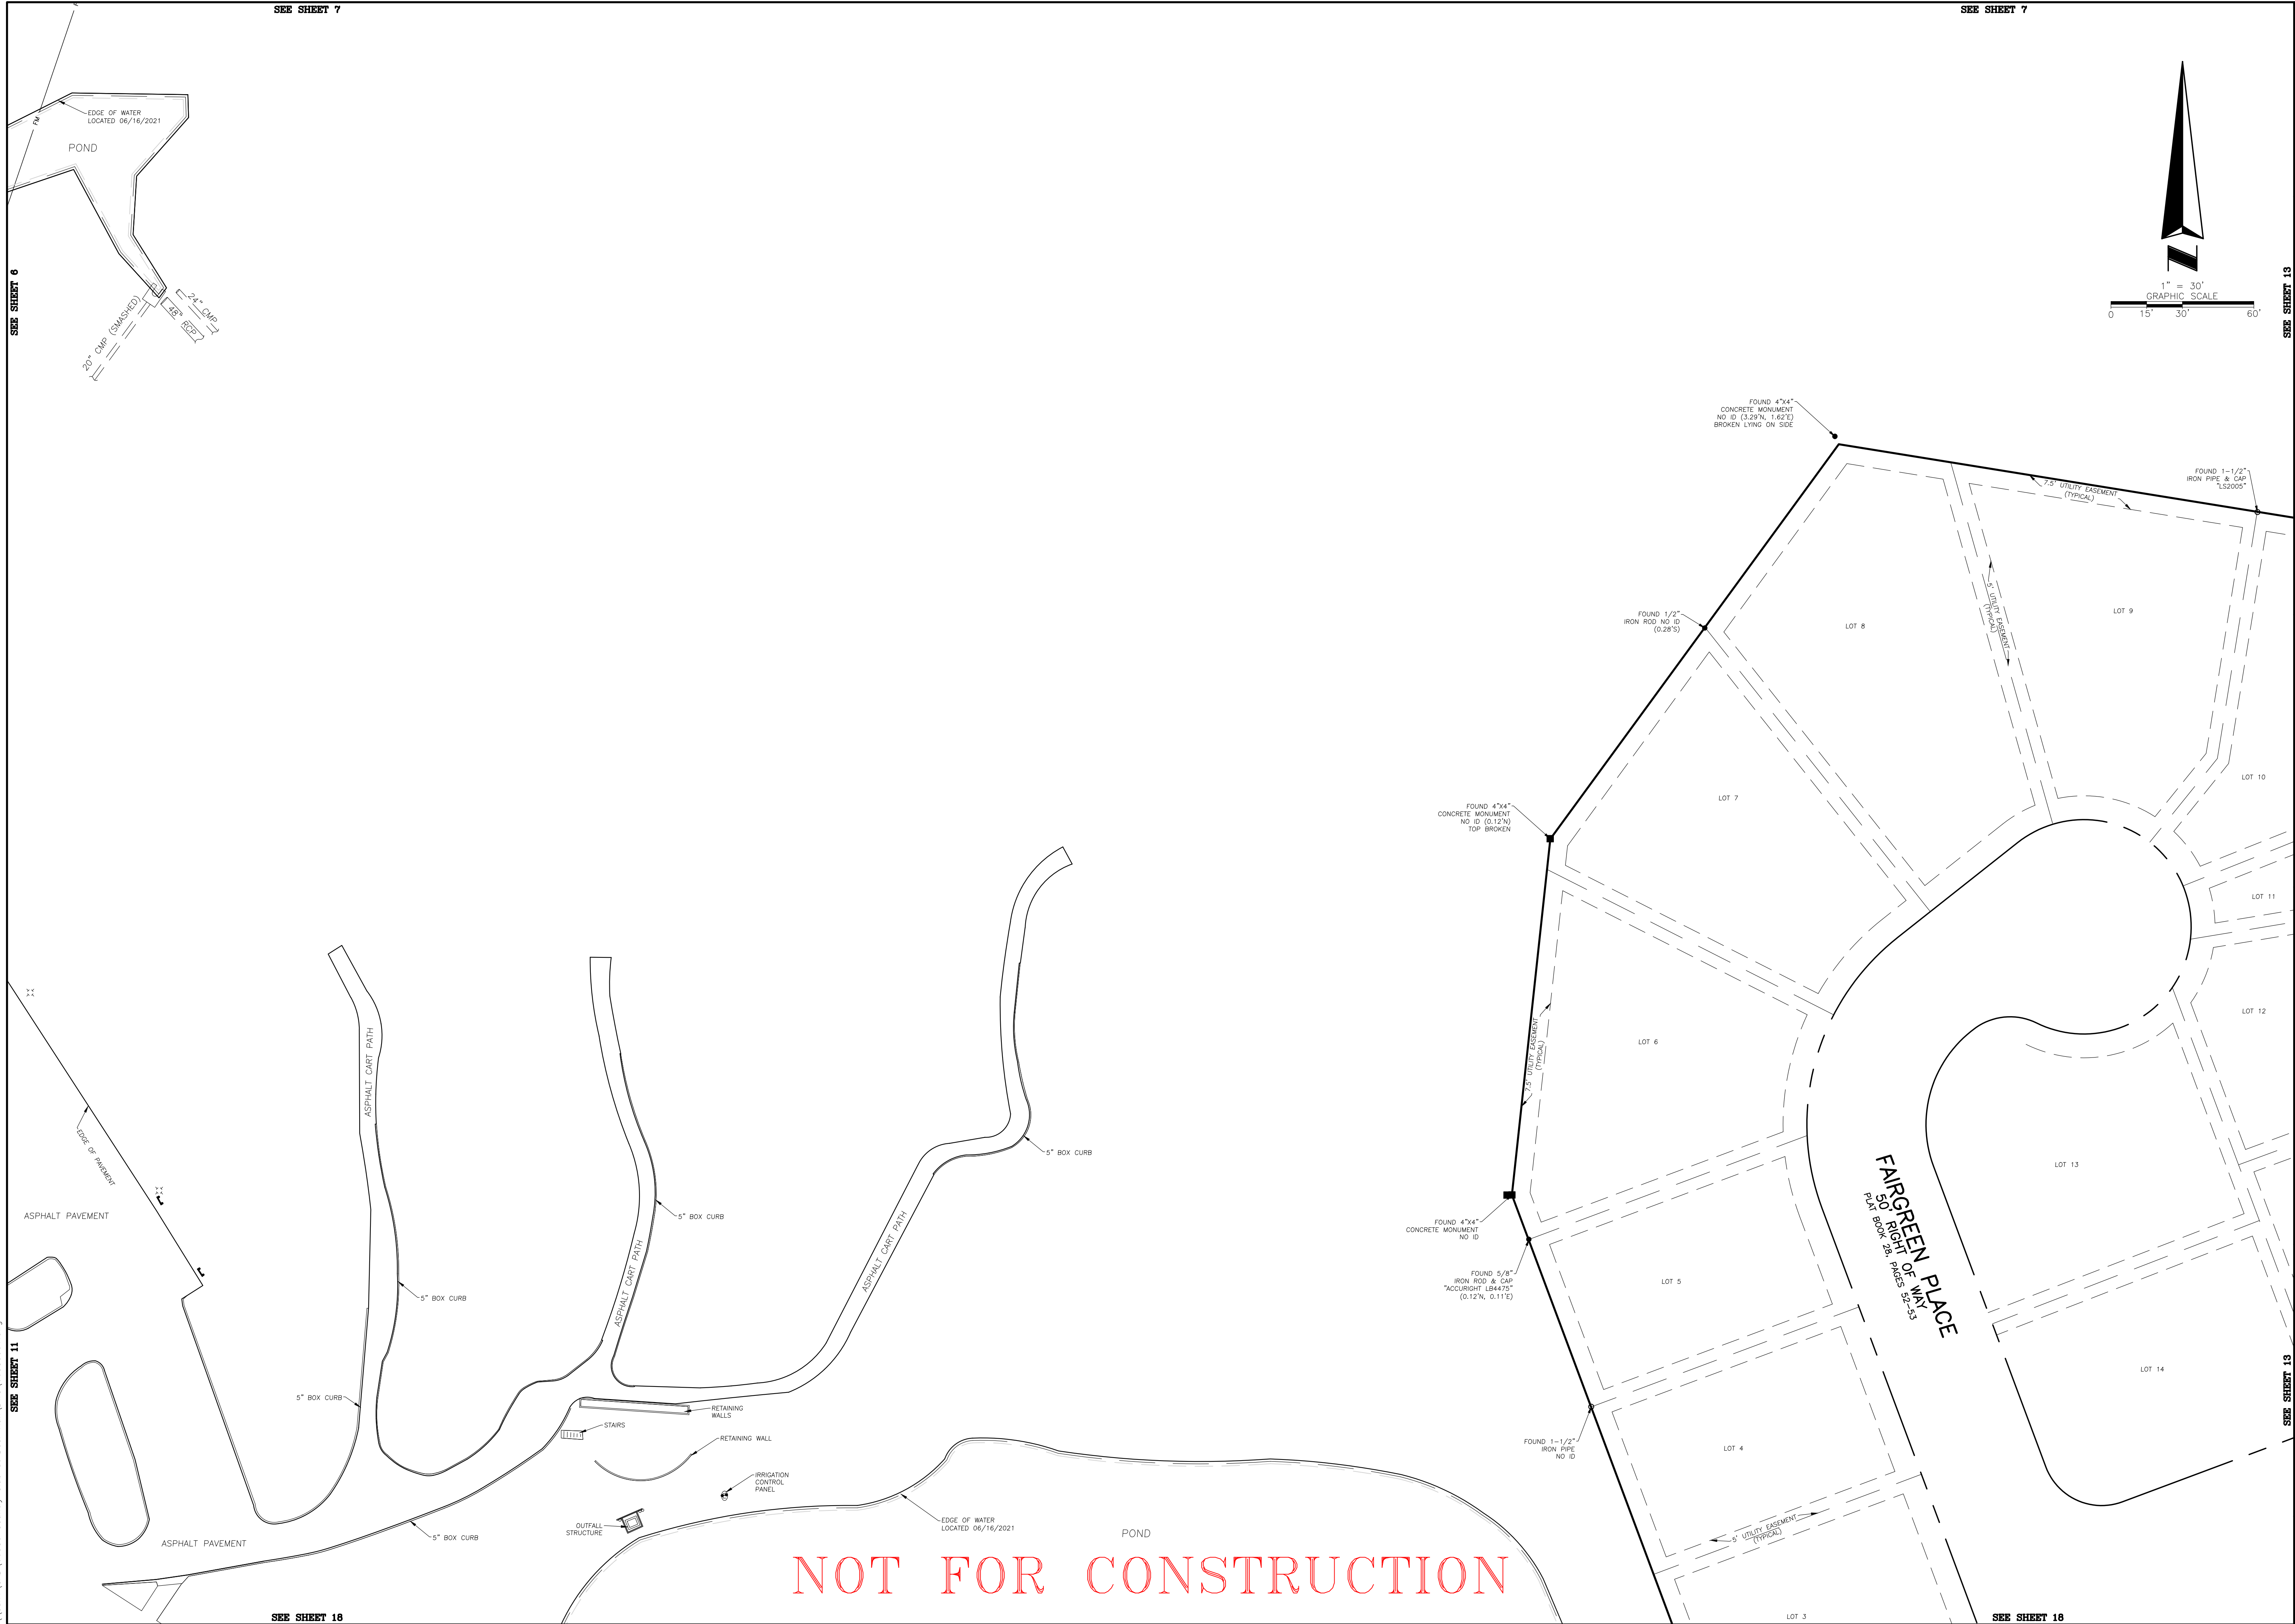 SEE SHEET 7
SEE SHEET 7
EDGE OF WATER
LOCATED 06/16/2021
FM
POND
SEE SHEET 6
20" CMP (SMASHED)
48" RCP
24" CMP
1" = 30'
GRAPHIC SCALE
0 15' 30' 60'
SEE SHEET 13
FOUND 4"X4"
CONCRETE MONUMENT
NO ID (3.29'N, 1.62'E)
BROKEN LYING ON SIDE
FOUND 1-1/2"
IRON PIPE & CAP
"LS2005"
7.5' UTILITY EASEMENT
(TYPICAL)
5' UTILITY EASEMENT
(TYPICAL)
LOT 9
LOT 8
FOUND 1/2"
IRON ROD NO ID
(0.28'S)
LOT 10
LOT 7
FOUND 4"X4"
CONCRETE MONUMENT
NO ID (0.12'N)
TOP BROKEN
LOT 11
LOT 12
LOT 6
7.5' UTILITY EASEMENT
(TYPICAL)
ASPHALT CART PATH
EDGE OF PAVEMENT
5" BOX CURB
LOT 13
FAIRGREEN PLACE
50' RIGHT OF WAY
PLAT BOOK 28, PAGES 52-53
ASPHALT PAVEMENT
5" BOX CURB
ASPHALT CART PATH
ASPHALT CART PATH
FOUND 4"X4"
CONCRETE MONUMENT
NO ID
FOUND 5/8"
IRON ROD & CAP
"ACCURIGHT LB4475"
(0.12'N, 0.11'E)
LOT 5
5" BOX CURB
SEE SHEET 11
LOT 14
SEE SHEET 13
5" BOX CURB
RETAINING
WALLS
STAIRS
RETAINING WALL
FOUND 1-1/2"
IRON PIPE
NO ID
LOT 4
IRRIGATION
CONTROL
PANEL
OUTFALL
STRUCTURE
EDGE OF WATER
LOCATED 06/16/2021
POND
5' UTILITY EASEMENT
(TYPICAL)
5" BOX CURB
ASPHALT PAVEMENT
NOT FOR CONSTRUCTION
SEE SHEET 18
LOT 3
SEE SHEET 18